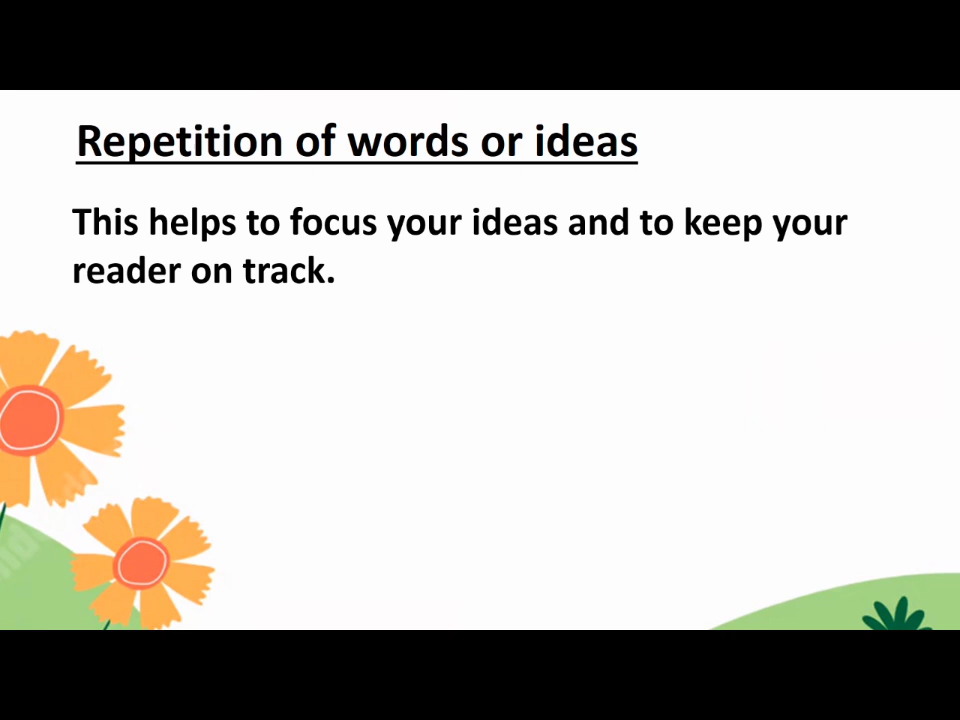 Repetition of words or ideas
This helps to focus your ideas and to keep your
reader on track.